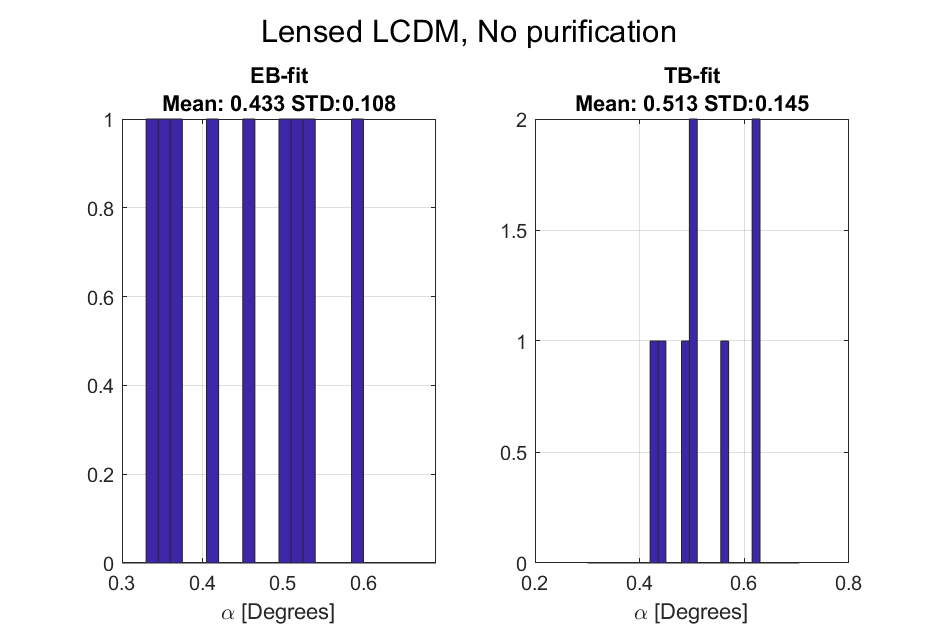 Lensed LCDM, No purification
EB-fit
Mean: 0.433 STD:0.108
1
0.8
0.6
0.4
0.2
0
0.3 0.4 0.5 0.6
α [Degrees]
TB-fit
Mean: 0.513 STD:0.145
2
1.5
1
0.5
0
0.2 0.4 0.6 0.8
α [Degrees]